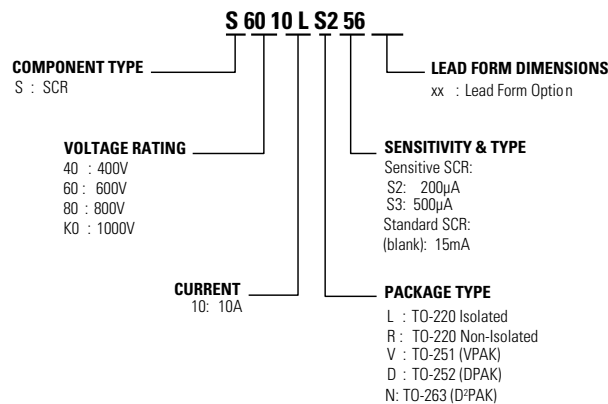 S 60 10 L S2 56
COMPONENT TYPE
S : SCR
VOLTAGE RATING
40 : 400V
60 : 600V
80 : 800V
K0 : 1000V
CURRENT
10: 10A
LEAD FORM DIMENSIONS
xx : Lead Form Option
SENSITIVITY & TYPE
Sensitive SCR:
S2: 200µA
S3: 500µA
Standard SCR:
(blank): 15mA
PACKAGE TYPE
L : TO-220 Isolated
R : TO-220 Non-Isolated
V : TO-251 (VPAK)
D : TO-252 (DPAK)
N: TO-263 (D²PAK)